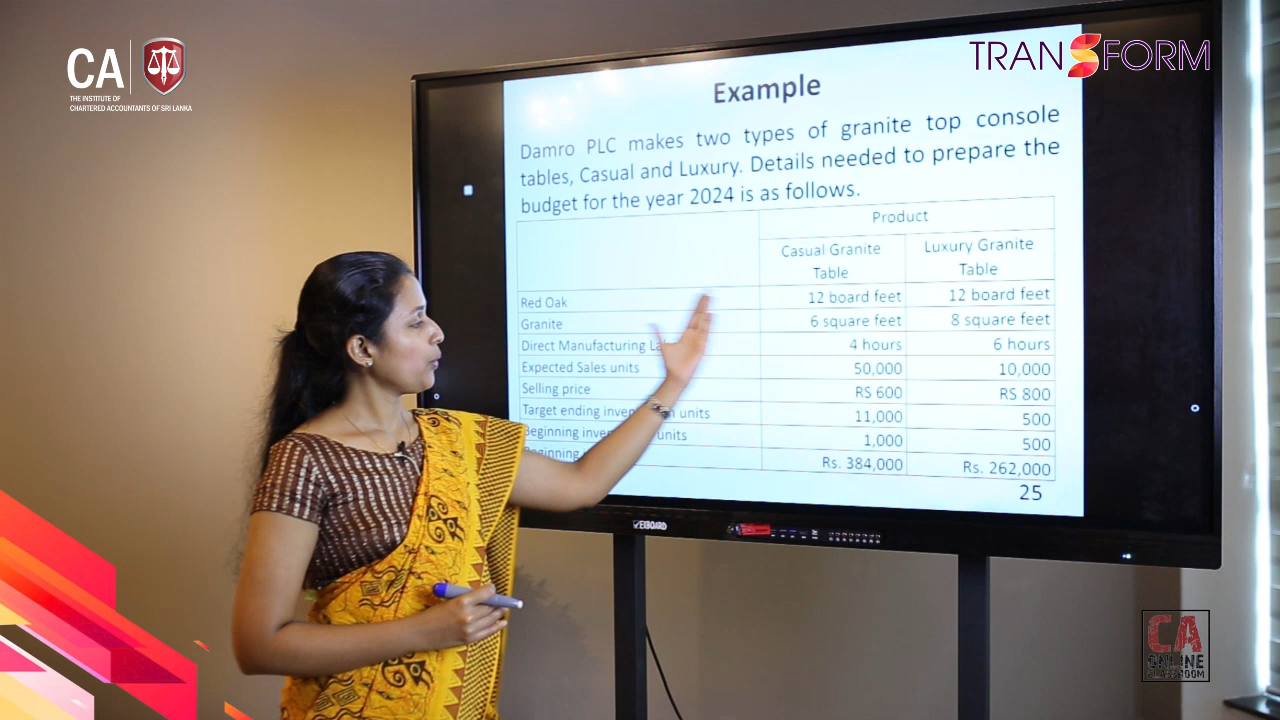 CA
THE INSTITUTE OF
CHARTERED ACCOUNTANTS OF SRI LANKA
TRANSFORM
Example
Damro PLC makes two types of granite top console
tables, Casual and Luxury. Details needed to prepare the
budget for the year 2024 is as follows.
Product
Casual Granite Table
Luxury Granite Table
Red Oak 12 board feet 12 board feet
Granite 6 square feet 8 square feet
Direct Manufacturing 4 hours 6 hours
Expected Sales units 50,000 10,000
Selling price RS 600 RS 800
Target ending units 11,000 500
Beginning units 1,000 500
Beginning Rs. 384,000 Rs. 262,000
25
EXBOARD
CA
ONLINE
CLASSROOM